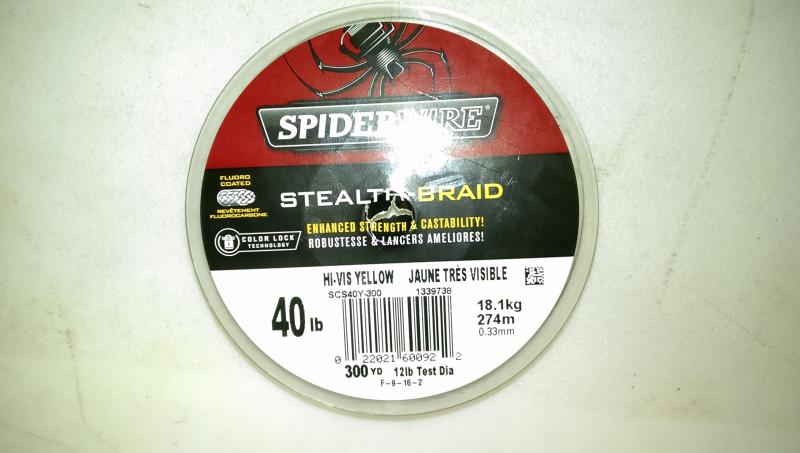 SPIDERWIRE®
FLUORO
COATED
REVÊTEMENT
FLUOROCARBONE
STEALTH-BRAID
ENHANCED STRENGTH & CASTABILITY!
ROBUSTESSE & LANCERS AMELIORES!
COLOR LOCK
TECHNOLOGY
HI-VIS YELLOW JAUNE TRÈS VISIBLE
SCS40Y-300 1339738
40 lb
18.1kg
274m
0.33mm
0 22021 60092 2
300 YD 12lb Test Dia
F-9-16-2